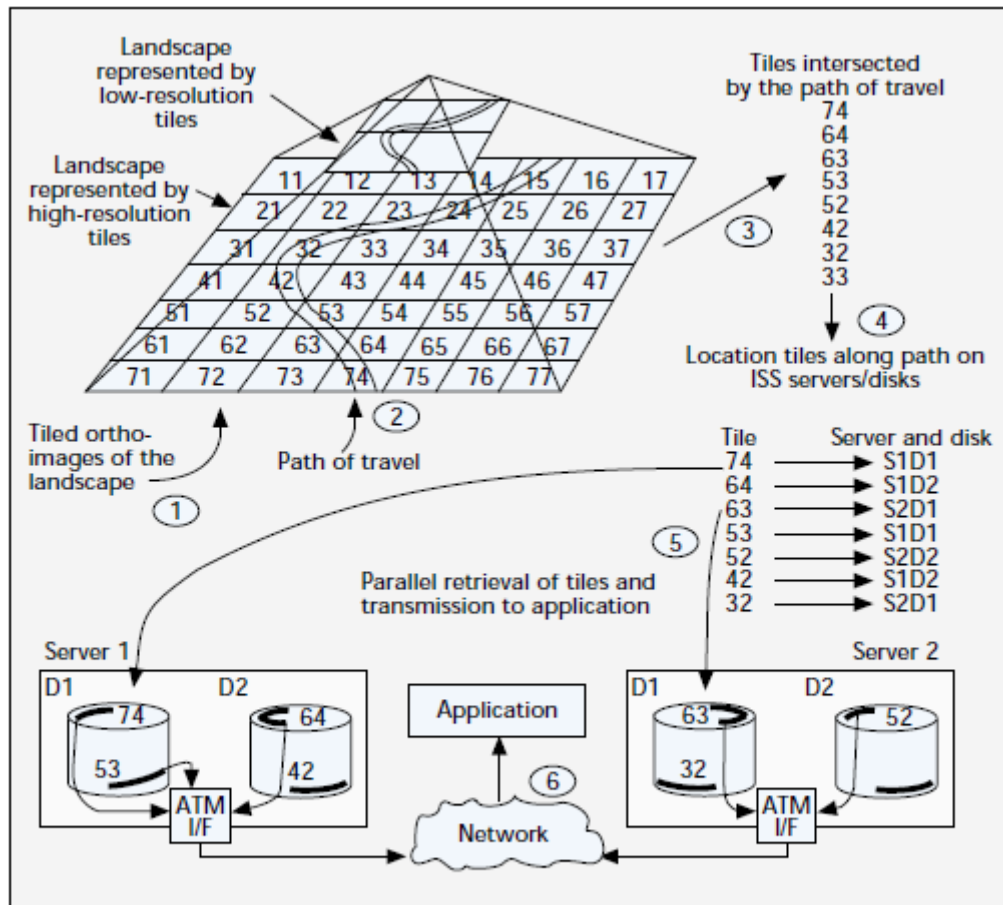 Landscape
represented by
low-resolution
tiles
Landscape
represented by
high-resolution
tiles
11 12 13 14 15 16 17
21 22 23 24 25 26 27
31 32 33 34 35 36 37
41 42 43 44 45 46 47
51 52 53 54 55 56 57
61 62 63 64 65 66 67
71 72 73 74 75 76 77
Tiles intersected
by the path of travel
74
64
63
53
52
42
32
33
3
4
Location tiles along path on
ISS servers/disks
2
Tiled ortho-
images of the
landscape
1
Path of travel
Tile Server and disk
74 S1D1
64 S1D2
63 S2D1
53 S1D1
52 S2D2
42 S1D2
32 S2D1
5
Parallel retrieval of tiles and
transmission to application
Server 1
D1 D2
74 64
53 42
ATM
I/F
Application
6
Network
Server 2
D1 D2
63 52
32
ATM
I/F